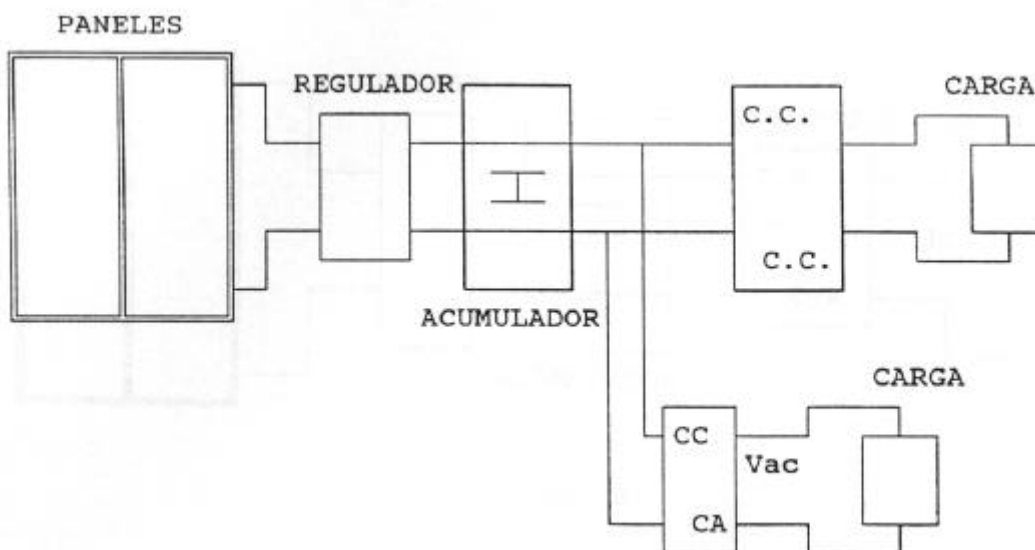 PANELES
REGULADOR
CARGA
C.C.
C.C.
ACUMULADOR
CARGA
CC
Vac
CA